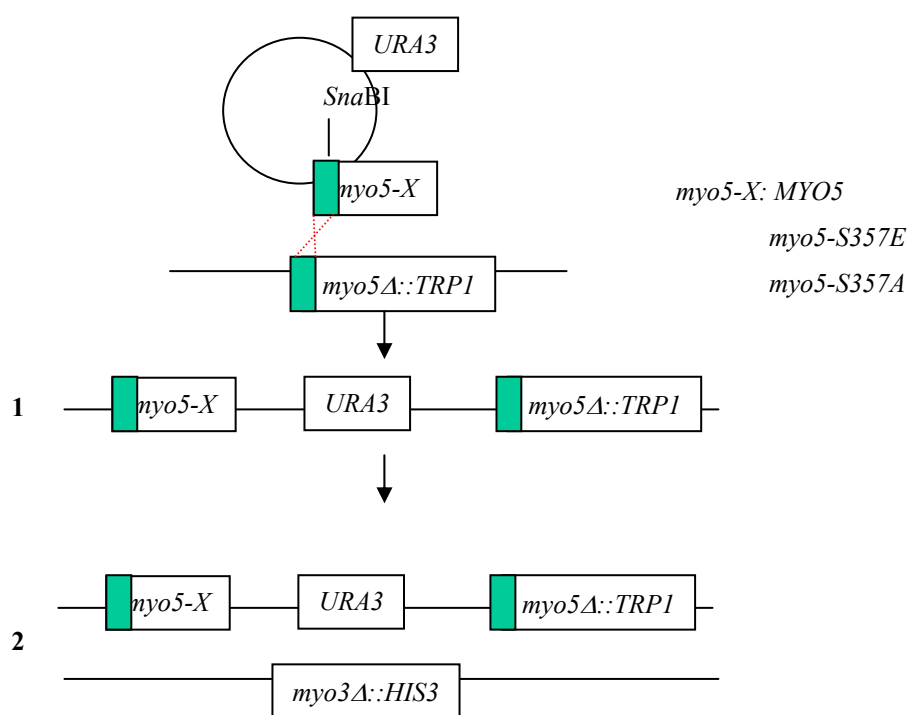 URA3
SnaBI
myo5-X
myo5-X: MYO5
myo5-S357E
myo5-S357A
myo5Δ::TRP1
1
myo5-X
URA3
myo5Δ::TRP1
2
myo5-X
URA3
myo5Δ::TRP1
myo3Δ::HIS3